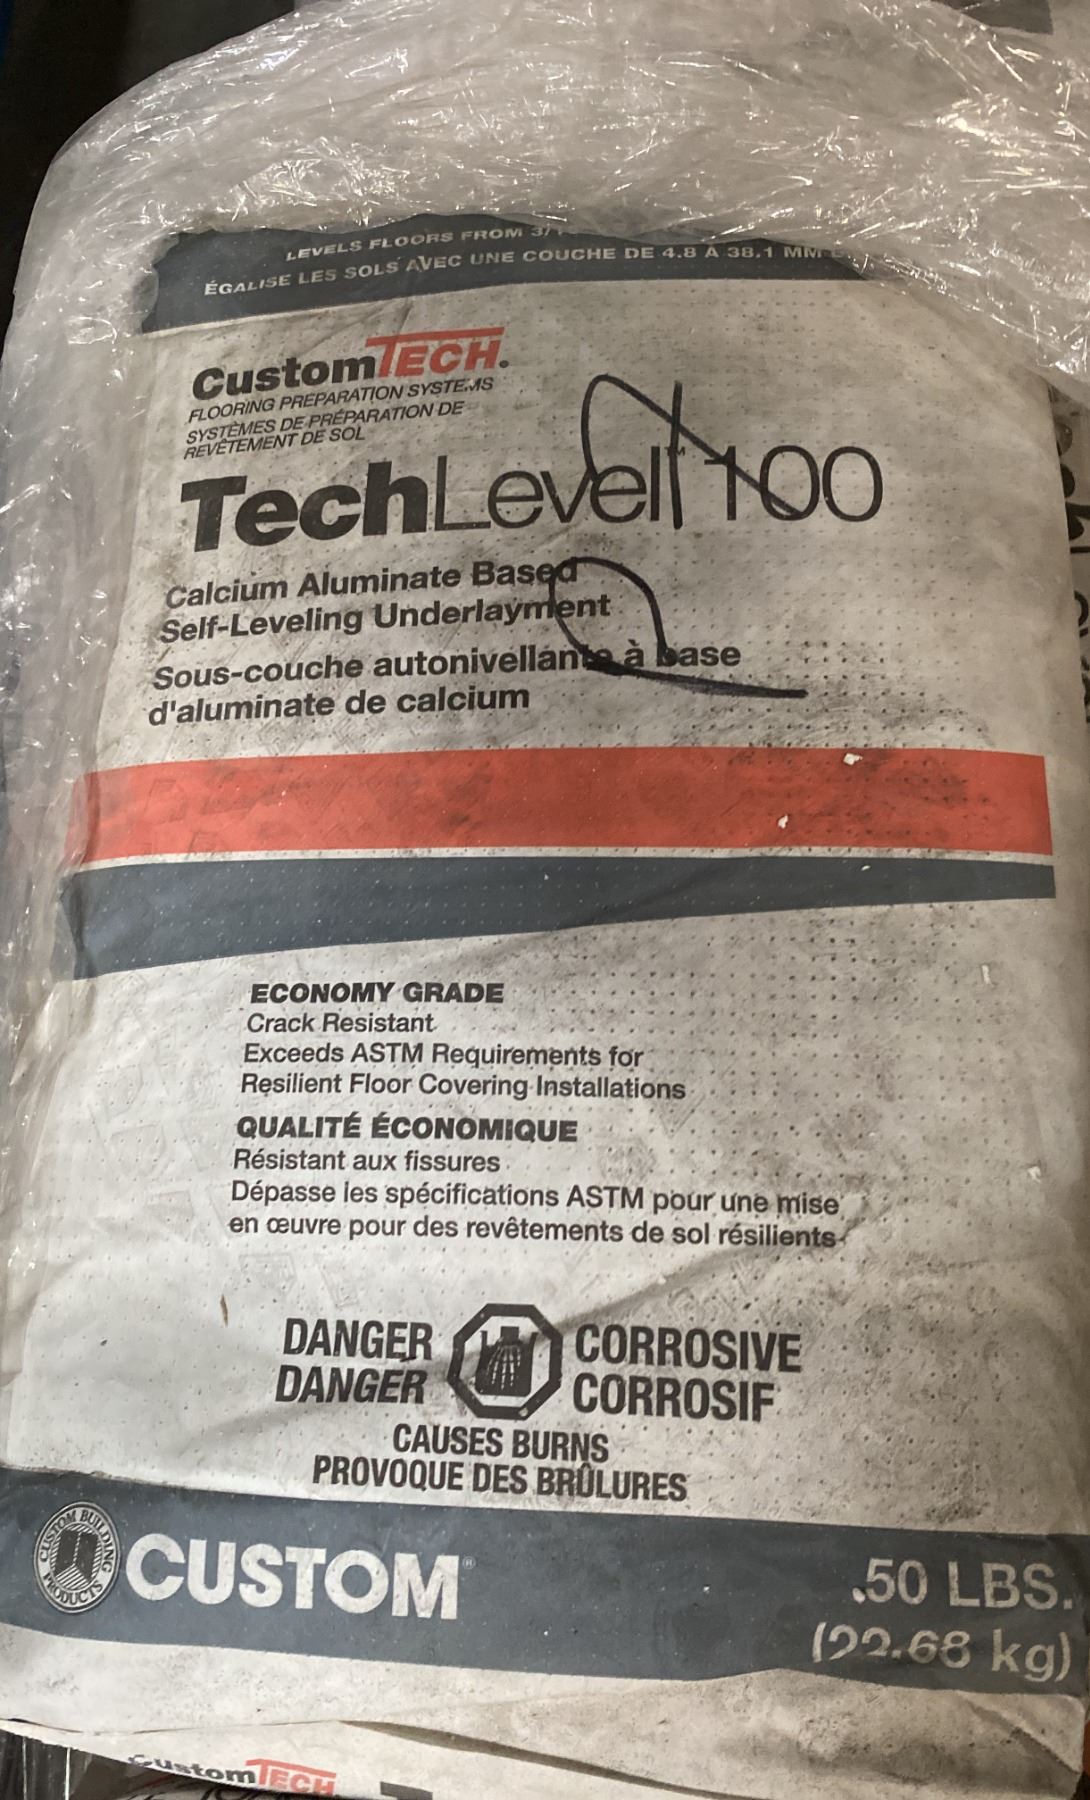 LEVELS FLOORS FROM
ÉGALISE LES SOLS AVEC UNE COUCHE DE 4.8 À 38.1 MM
CustomTECH.
FLOORING PREPARATION SYSTEMS
SYSTÈMES DE PRÉPARATION DE
REVÊTEMENT DE SOL
TechLevel™ 100
Calcium Aluminate Based
Self-Leveling Underlayment
Sous-couche autonivellante à base
d'aluminate de calcium
ECONOMY GRADE
Crack Resistant
Exceeds ASTM Requirements for
Resilient Floor Covering Installations
QUALITÉ ÉCONOMIQUE
Résistant aux fissures
Dépasse les spécifications ASTM pour une mise
en œuvre pour des revêtements de sol résilients
DANGER CORROSIVE
DANGER CORROSIF
CAUSES BURNS
PROVOQUE DES BRÛLURES
CUSTOM BUILDING PRODUCTS
CUSTOM®
50 LBS.
(22.68 kg)
CustomTECH